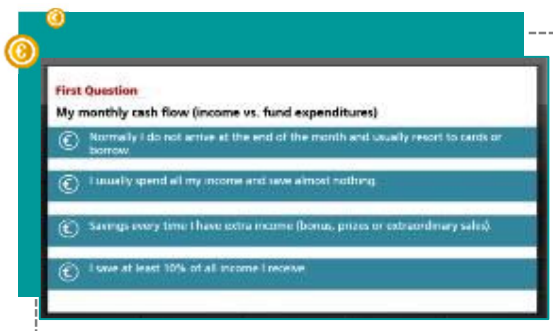 First Question
My monthly cash flow (income vs. fund expenditures)
Normally I do not arrive at the end of the month and usually resort to cards or
borrow.
I usually spend all my income and save almost nothing.
Savings every time I have extra income (bonus, prizes or extraordinary sales)
I save at least 10% of all income I receive